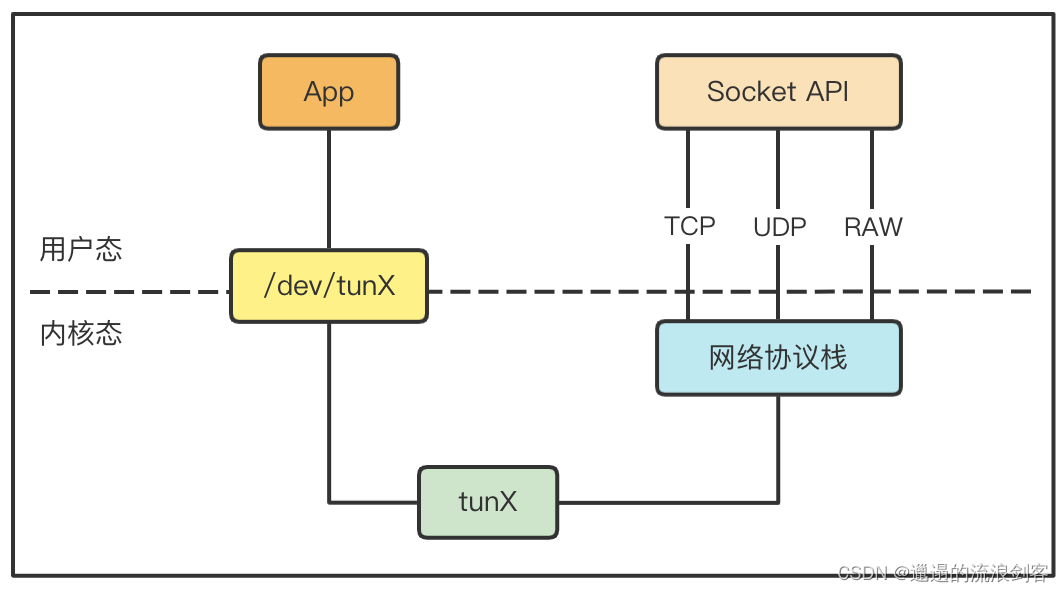 App
Socket API
TCP
UDP
RAW
用户态
/dev/tunX
内核态
网络协议栈
tunX
CSDN @邋遢的流浪剑客